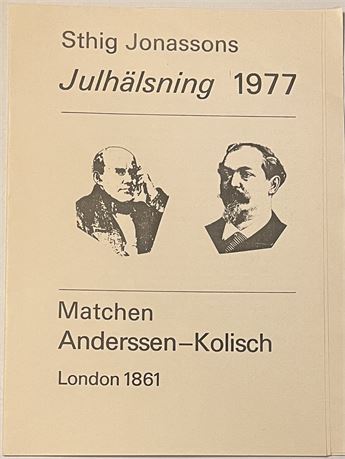 Sthig Jonassons
Julhälsning 1977
Matchen
Anderssen–Kolisch
London 1861